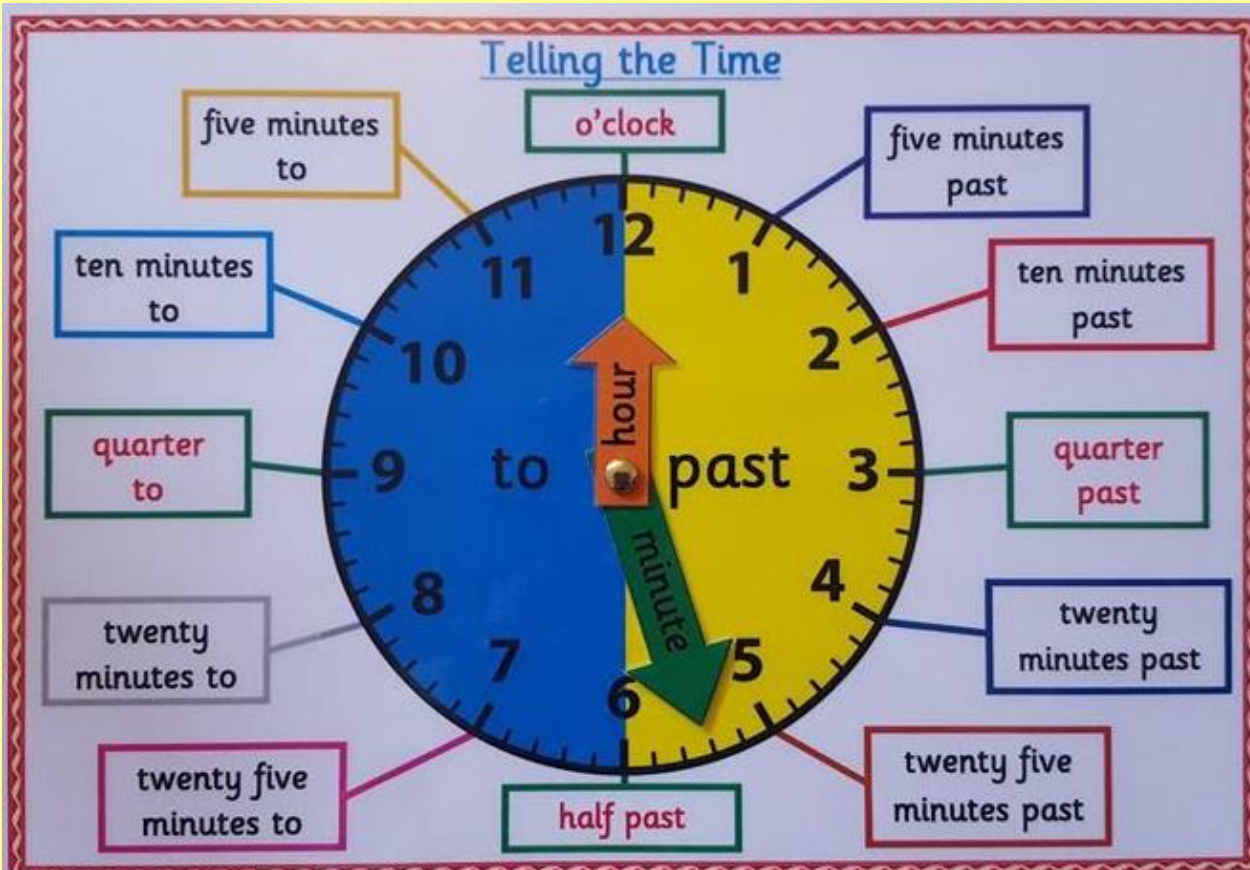 Telling the Time
o'clock
five minutes
to
five minutes
past
ten minutes
to
ten minutes
past
12
11
1
10
2
hour
quarter
to
9
to
past
3
quarter
past
minute
8
4
twenty
minutes to
twenty
minutes past
7
5
6
twenty five
minutes to
half past
twenty five
minutes past